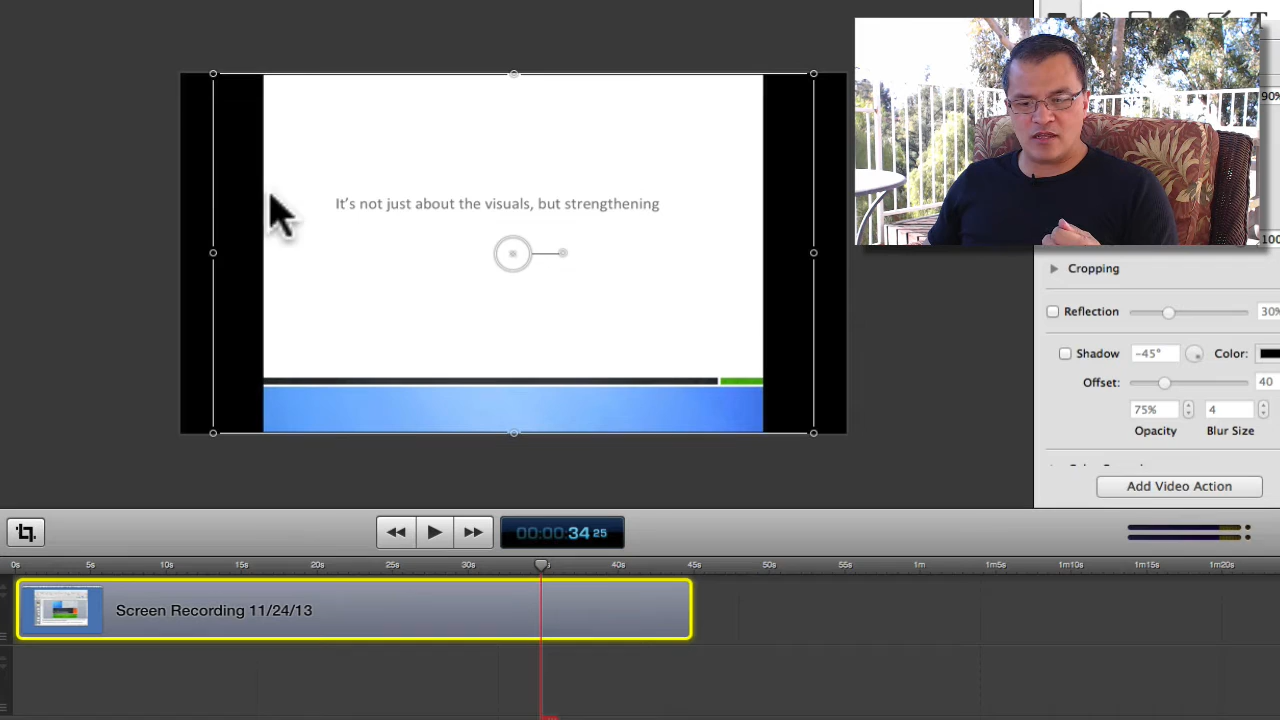 T
90%
It's not just about the visuals, but strengthening
100
Cropping
Reflection
30%
Shadow
-45°
Color:
Offset:
40
75%
4
Opacity
Blur Size
Add Video Action
00:00:34 25
0s 5s 10s 15s 20s 25s 30s 40s 45s 50s 55s 1m 1m5s 1m10s 1m15s 1m20s
Screen Recording 11/24/13